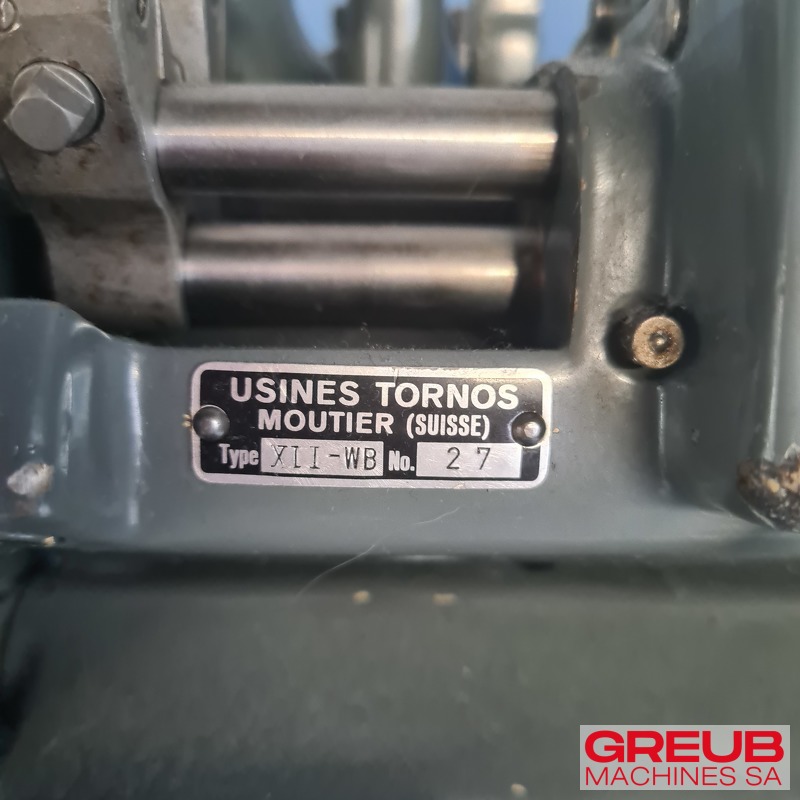 USINES TORNOS
MOUTIER (SUISSE)
Type XII-WB No. 27
GREUB
MACHINES SA